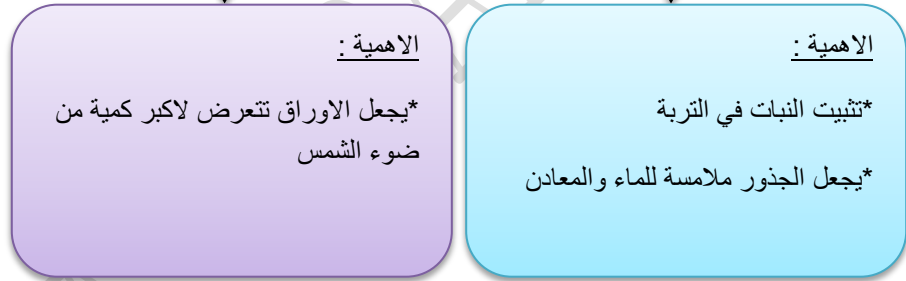 الاهمية :
*تثبيت النبات في التربة
*يجعل الجذور ملامسة للماء والمعادن
الاهمية :
*يجعل الاوراق تتعرض لاكبر كمية من
ضوء الشمس